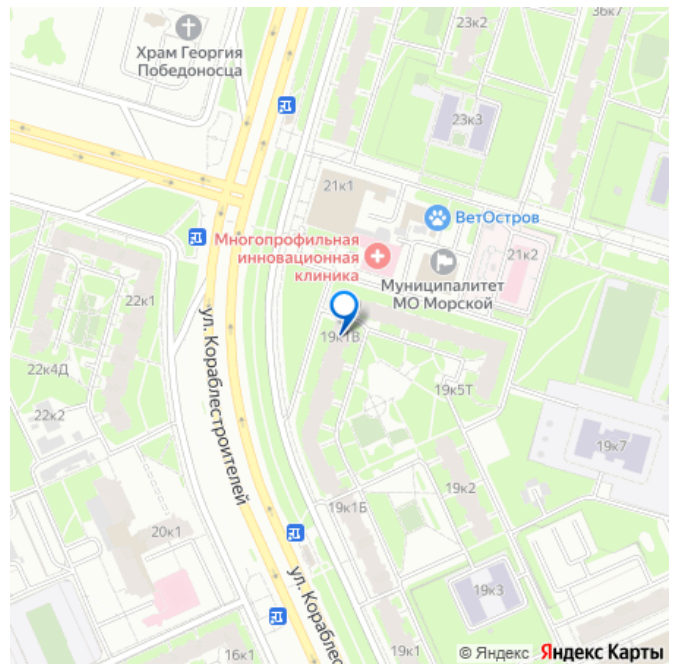 23к2
36к7
Храм Георгия
Победоносца
23к3
21к1
ВетОстров
Многопрофильная
инновационная
клиника
21к2
Муниципалитет
МО Морской
22к1
19к1В
ул. Кораблестроителей
22к4Д
19к5Т
22к2
19к7
19к2
19к1Б
20к1
ул. Кораблес
19к3
16к1
19к1
© Яндекс Яндекс Карты